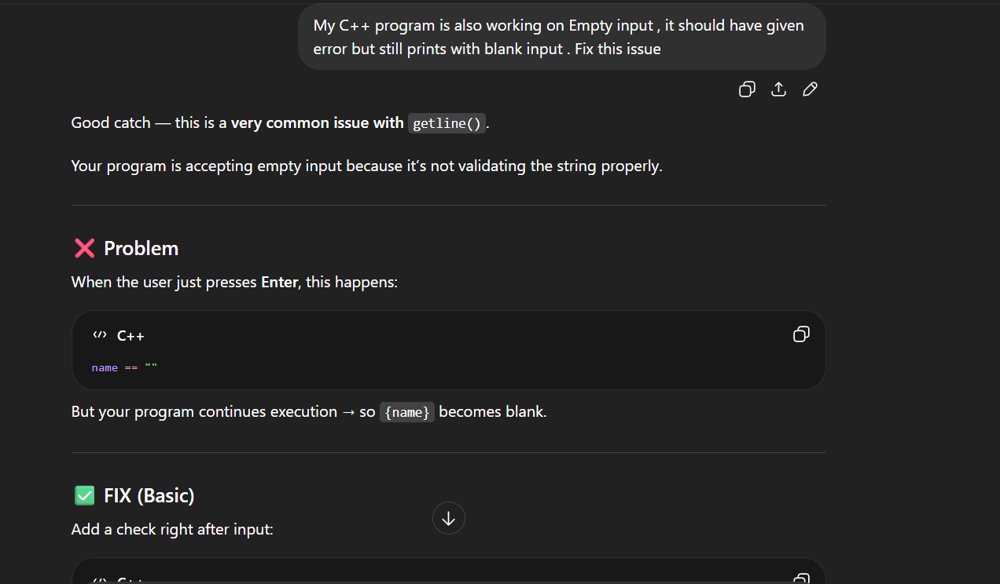 My C++ program is also working on Empty input , it should have given
error but still prints with blank input . Fix this issue
Good catch — this is a very common issue with getline().
Your program is accepting empty input because it’s not validating the string properly.
❌ Problem
When the user just presses Enter, this happens:
C++
name == ""
But your program continues execution → so {name} becomes blank.
✅ FIX (Basic)
Add a check right after input:
C++